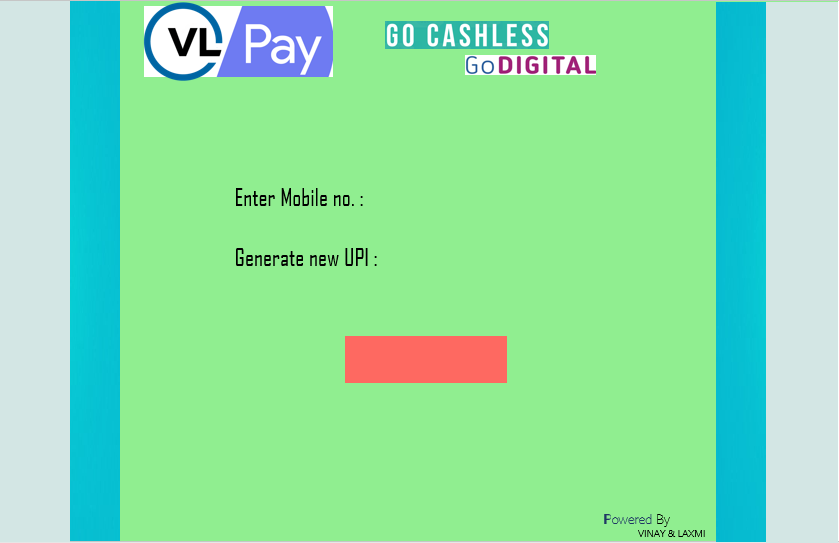 VL Pay
GO CASHLESS
GoDIGITAL
Enter Mobile no. :
Generate new UPI :
Powered By
VINAY & LAXMI